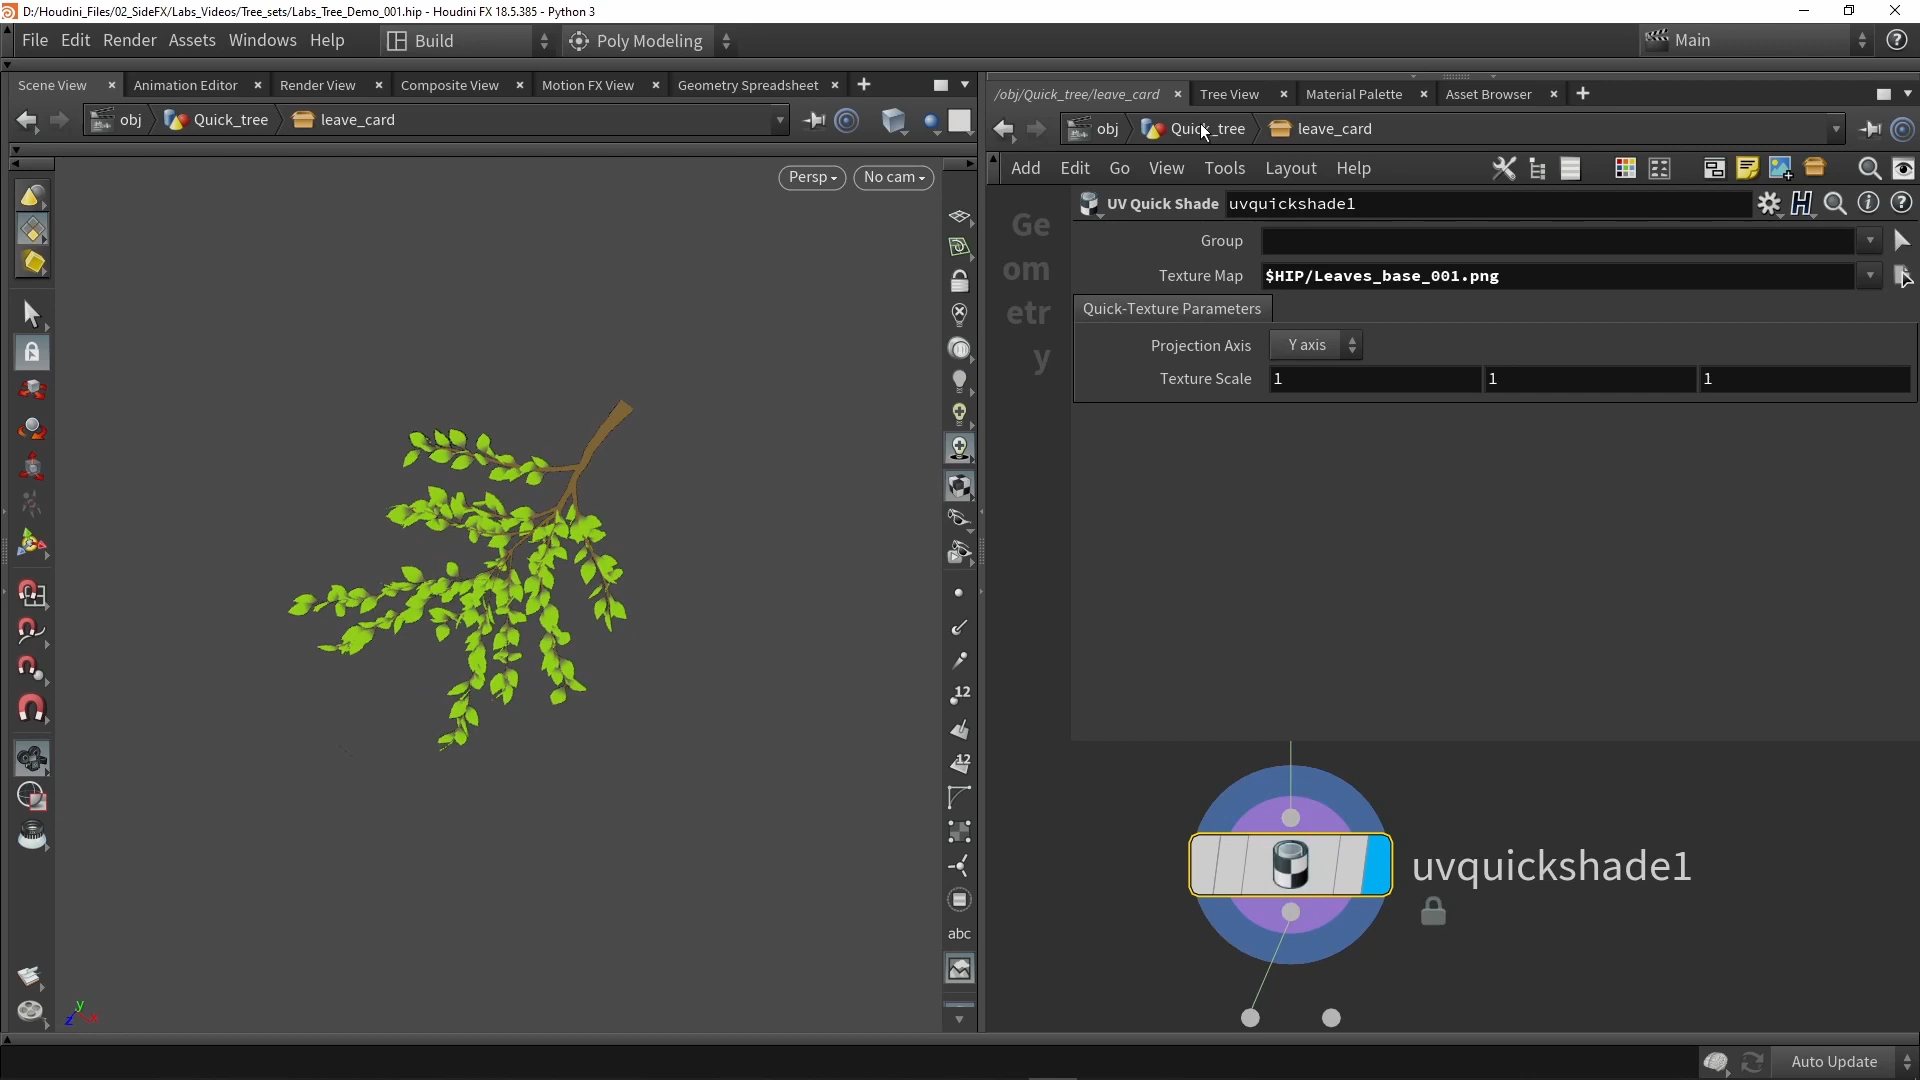 D:/Houdini_Files/02_SideFX/Labs_Videos/Tree_sets/Labs_Tree_Demo_001.hip - Houdini FX 18.5.385 - Python 3
File Edit Render Assets Windows Help Build Poly Modeling Main
Scene View Animation Editor Render View Composite View Motion FX View Geometry Spreadsheet
obj Quick_tree leave_card
Persp No cam
12
12
abc
y
z x
/obj/Quick_tree/leave_card Tree View Material Palette Asset Browser
obj Quick_tree leave_card
Add Edit Go View Tools Layout Help
Geometry
UV Quick Shade uvquickshade1
Group
Texture Map $HIP/Leaves_base_001.png
Quick-Texture Parameters
Projection Axis Y axis
Texture Scale 1 1 1
uvquickshade1
Auto Update